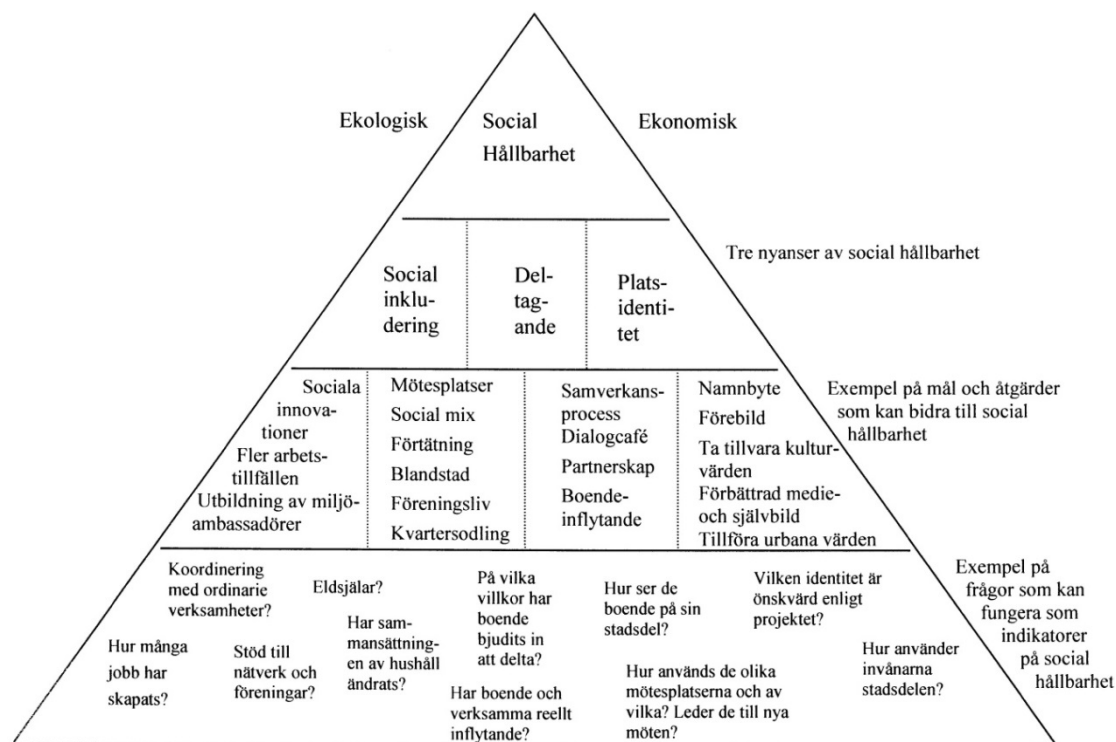 Ekologisk
Social
Hållbarhet
Ekonomisk
Social
inklu-
dering
Del-
tag-
ande
Plats-
identi-
tet
Tre nyanser av social hållbarhet
Sociala
innova-
tioner
Fler arbets-
tillfällen
Utbildning av miljö-
ambassadörer
Mötesplatser
Social mix
Förtätning
Blandstad
Föreningsliv
Kvartersodling
Samverkans-
process
Dialogcafé
Partnerskap
Boende-
inflytande
Namnbyte
Förebild
Ta tillvara kultur-
värden
Förbättrad medie-
och självbild
Tillföra urbana värden
Exempel på mål och åtgärder
som kan bidra till social
hållbarhet
Koordinering
med ordinarie
verksamheter?
Eldsjälar?
På vilka
villkor har
boende
bjudits in
att delta?
Hur ser de
boende på sin
stadsdel?
Vilken identitet är
önskvärd enligt
projektet?
Hur många
jobb har
skapats?
Stöd till
nätverk och
föreningar?
Har sam-
mansättning-
en av hushåll
ändrats?
Har boende och
verksamma reellt
inflytande?
Hur används de olika
mötesplatserna och av
vilka? Leder de till nya
möten?
Hur använder
invånarna
stadsdelen?
Exempel på
frågor som kan
fungera som
indikatorer
på social
hållbarhet